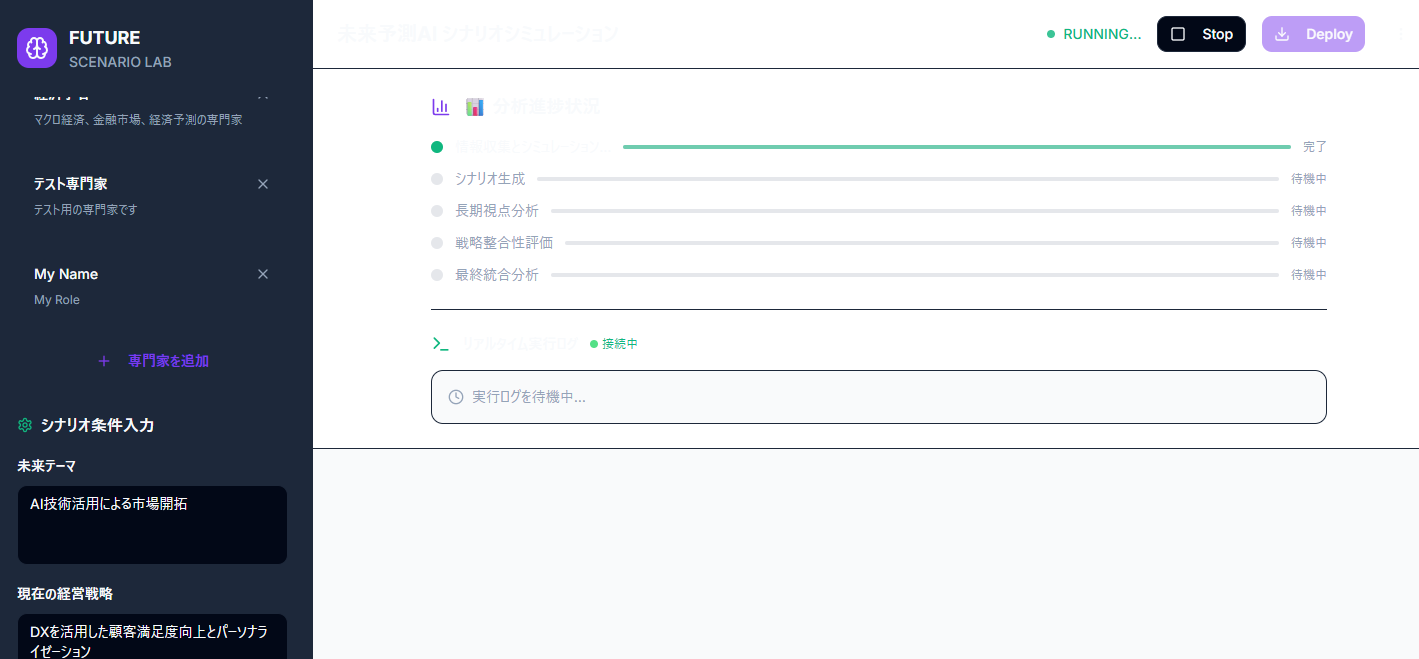 FUTURE
SCENARIO LAB
マクロ経済、金融市場、経済予測の専門家
テスト専門家
テスト用の専門家です
My Name
My Role
専門家を追加
シナリオ条件入力
未来テーマ
AI技術活用による市場開拓
現在の経営戦略
DXを活用した顧客満足度向上とパーソナラ
イゼーション
未来予測AI シナリオシミュレーション
RUNNING...
Stop
Deploy
分析進捗状況
完了
シナリオ生成
待機中
長期視点分析
待機中
戦略整合性評価
待機中
最終統合分析
待機中
リアルタイム実行ログ
接続中
実行ログを待機中...